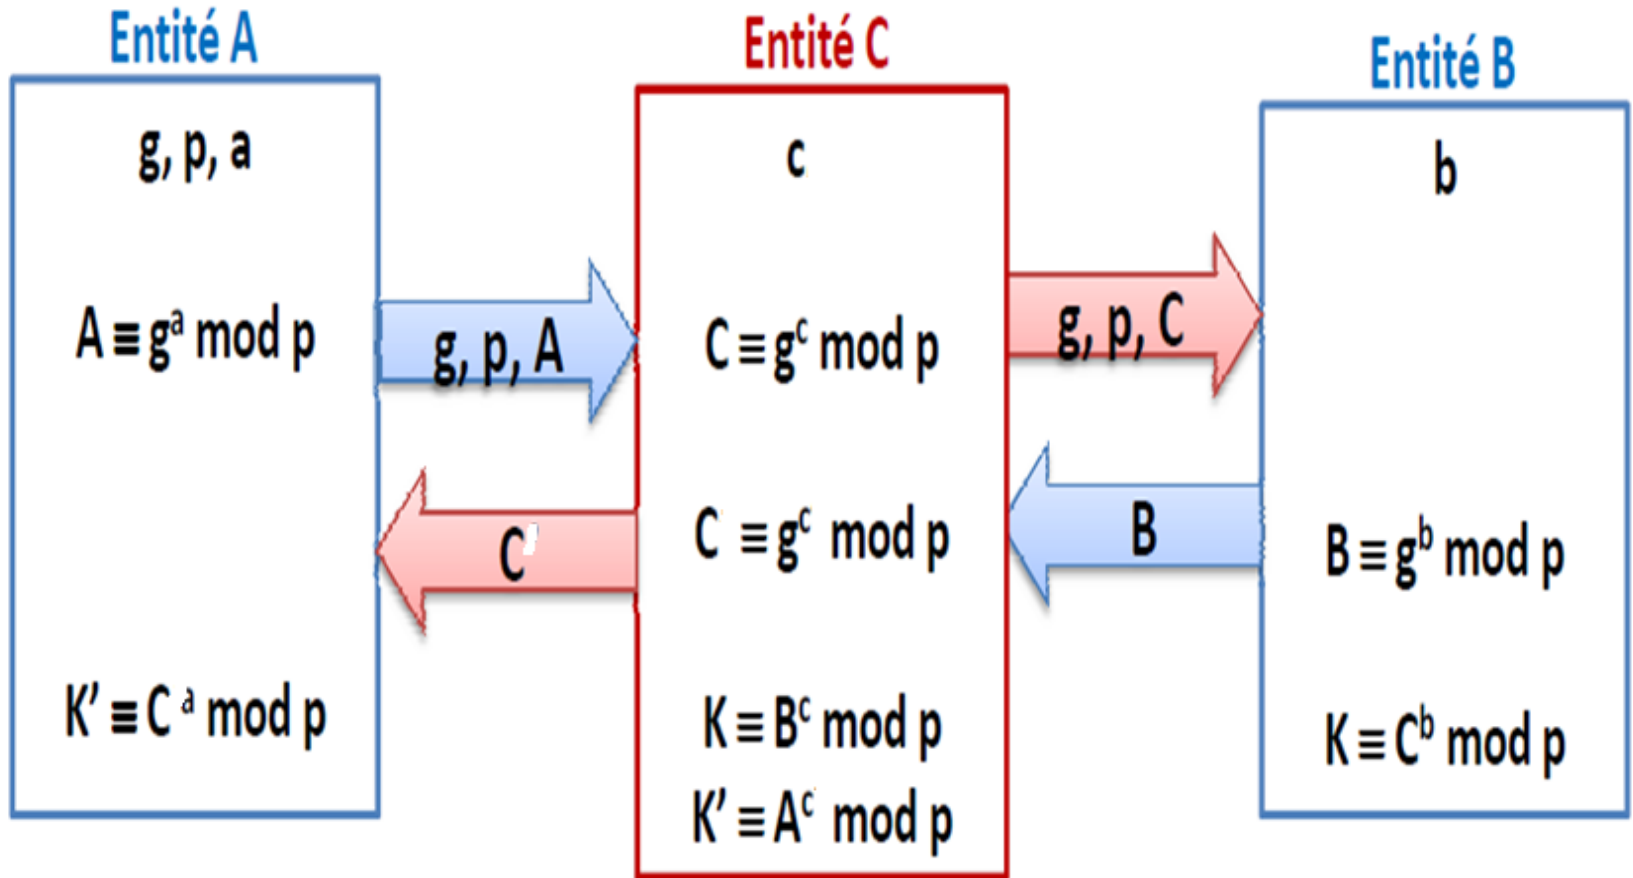 Entité A
g, p, a
A ≡ gᵃ mod p
K’ ≡ C ᵃ mod p
g, p, A
C
Entité C
c
C ≡ gᶜ mod p
C ≡ gᶜ mod p
K ≡ Bᶜ mod p
K’ ≡ Aᶜ mod p
g, p, C
B
Entité B
b
B ≡ gᵇ mod p
K ≡ Cᵇ mod p